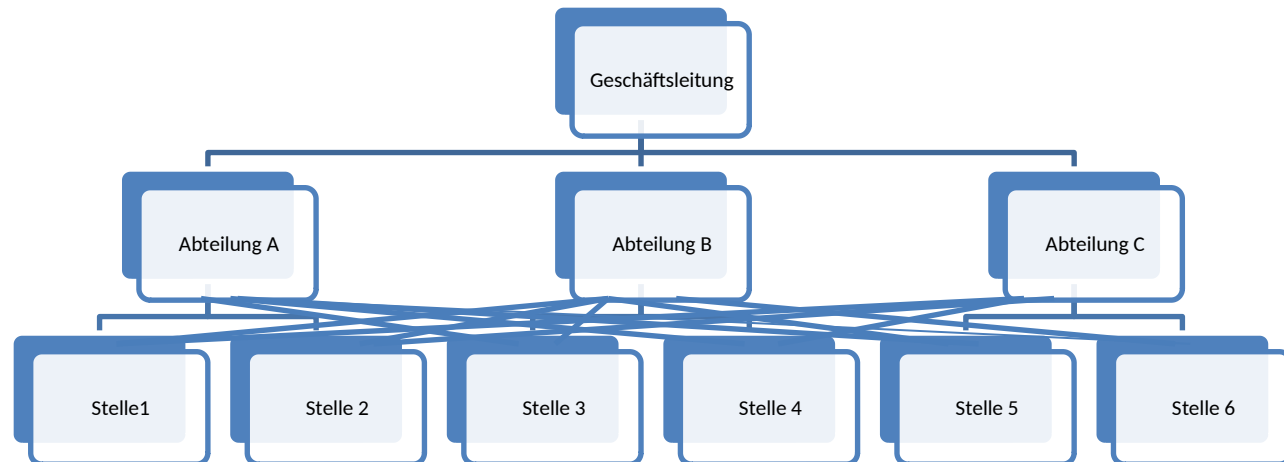 Geschäftsleitung
Abteilung A
Abteilung B
Abteilung C
Stelle1
Stelle 2
Stelle 3
Stelle 4
Stelle 5
Stelle 6